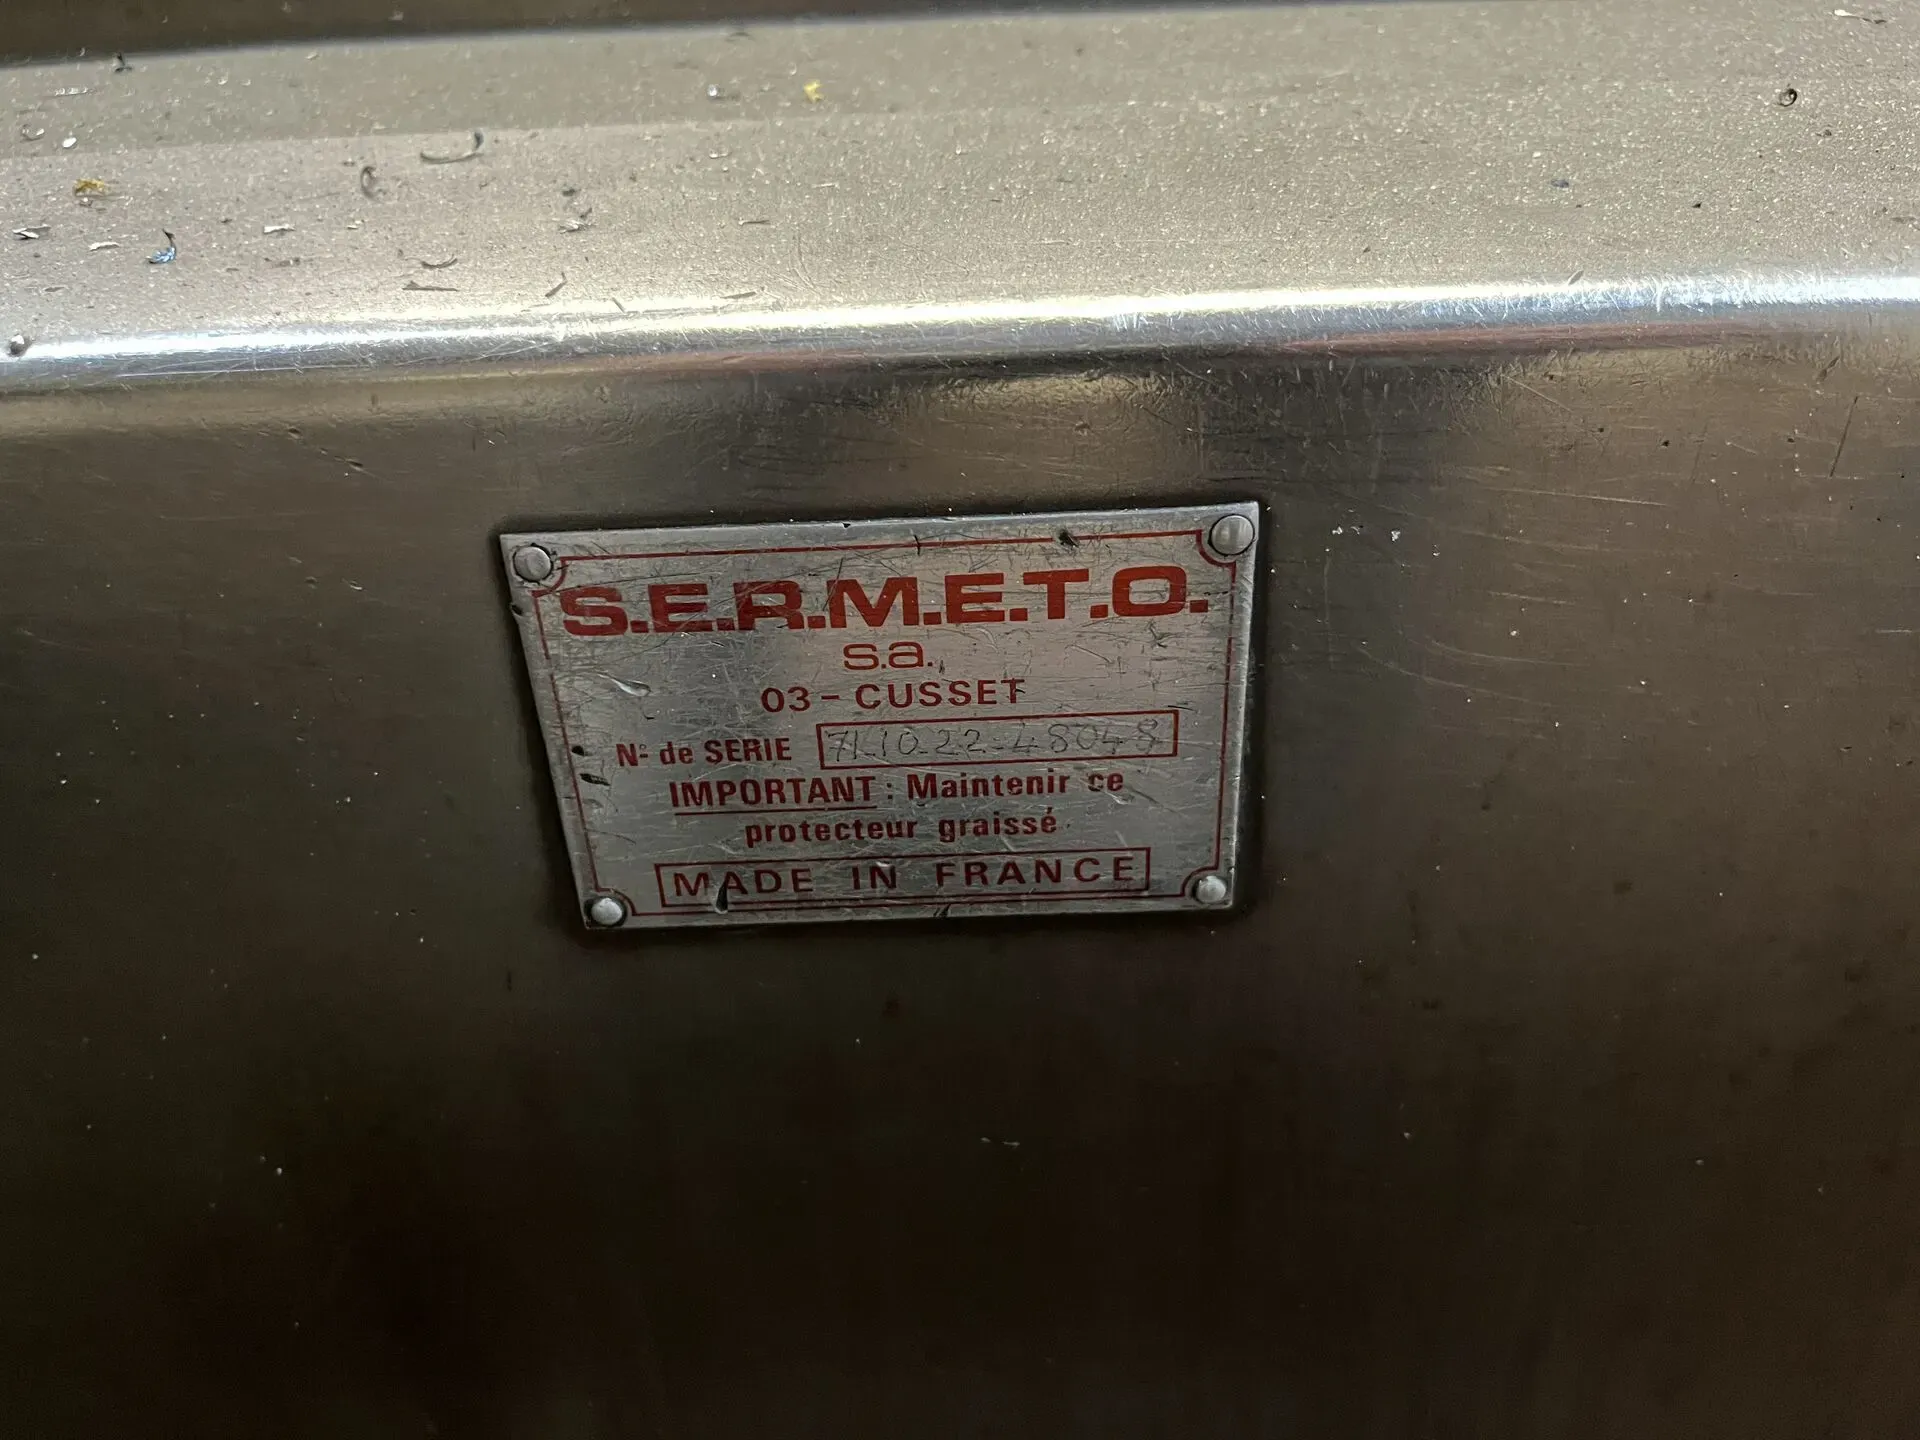 S.E.R.M.E.T.O.
s.a.
03 - CUSSET
N° de SERIE 71.10.22-48048
IMPORTANT : Maintenir ce
protecteur graissé
MADE IN FRANCE